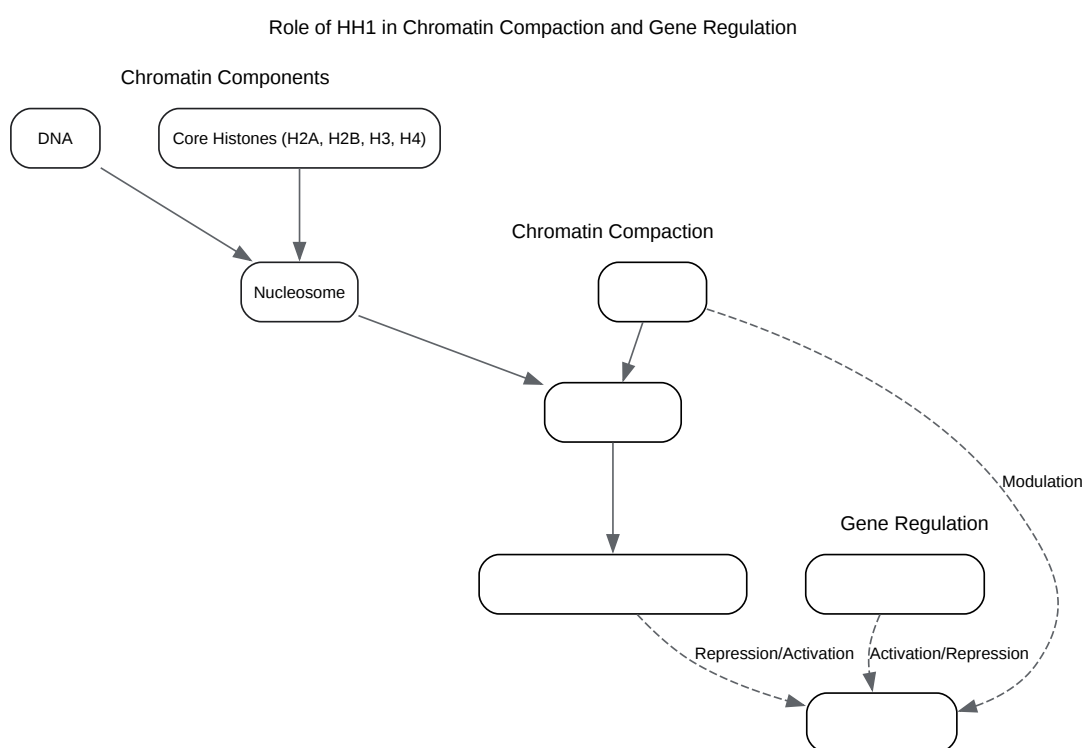 Role of HH1 in Chromatin Compaction and Gene Regulation
Chromatin Components
DNA
Core Histones (H2A, H2B, H3, H4)
Chromatin Compaction
Nucleosome
Modulation
Gene Regulation
Repression/Activation
Activation/Repression